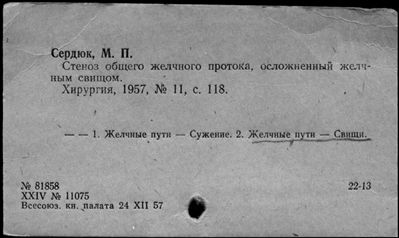 Сердюк, М. П.
Стеноз общего желчного протока, осложненный желч-
ным свищом.
Хирургия, 1957, № 11, с. 118.
— — 1. Желчные пути — Сужение. 2. Желчные пути — Свищи.
№ 81858
22-13
XXIV № 11075
Всесоюз. кн. палата 24 XII 57